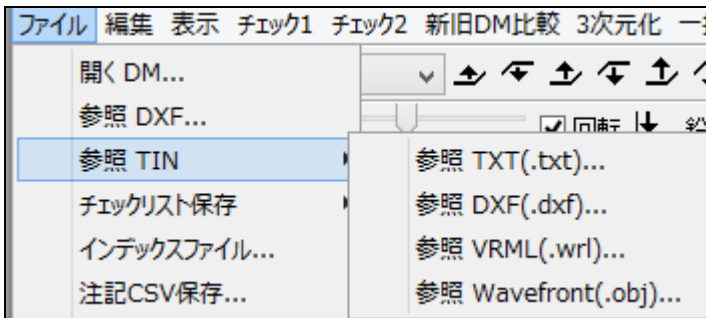 ファイル 編集 表示 チェック1 チェック2 新旧DM比較 3次元化
開く DM...
参照 DXF...
回転
参照 TIN
参照 TXT(.txt)...
チェックリスト保存
参照 DXF(.dxf)...
インデックスファイル...
参照 VRML(.wrl)...
注記CSV保存...
参照 Wavefront(.obj)...